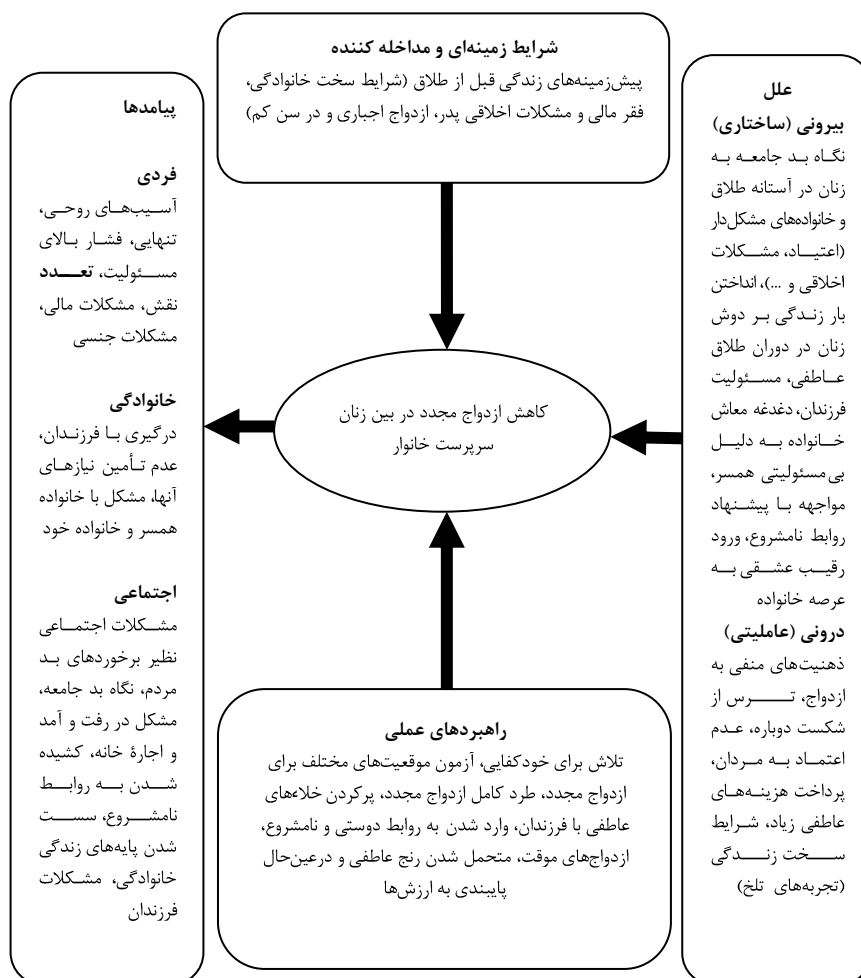 شرایط زمینه‌ای و مداخله کننده
پیش‌زمینه‌های زندگی قبل از طلاق (شرایط سخت خانوادگی،
فقر مالی و مشکلات اخلاقی پدر، ازدواج اجباری و در سن کم)
علل
بیرونی (ساختاری)
نگاه بد جامعه به
زنان در آستانه طلاق
و خانواده‌های مشکل‌دار
(اعتیاد، مشکلات
اخلاقی و ...)، انداختن
بار زندگی بر دوش
زنان در دوران طلاق
عاطفی، مسئولیت
فرزندان، دغدغه معاش
خانواده به دلیل
بی‌مسئولیتی همسر،
مواجهه با پیشنهاد
روابط نامشروع، ورود
رقیب عشقی به
عرصه خانواده
درونی (عاملیتی)
ذهنیت‌های منفی به
ازدواج، ترس از
شکست دوباره، عدم
اعتماد به مردان،
پرداخت هزینه‌های
عاطفی زیاد، شرایط
سخت زندگی
(تجربه‌های تلخ)
کاهش ازدواج مجدد در بین زنان
سرپرست خانوار
راهبردهای عملی
تلاش برای خودکفایی، آزمون موقعیت‌های مختلف برای
ازدواج مجدد، طرد کامل ازدواج مجدد، پرکردن خلاءهای
عاطفی با فرزندان، وارد شدن به روابط دوستی و نامشروع،
ازدواج‌های موقت، متحمل شدن رنج عاطفی و درعین‌حال
پایبندی به ارزش‌ها
پیامدها
فردی
آسیب‌های روحی،
تنهایی، فشار بالای
مسئولیت، تعدد
نقش، مشکلات مالی،
مشکلات جنسی
خانوادگی
درگیری با فرزندان،
عدم تأمین نیازهای
آنها، مشکل با خانواده
همسر و خانواده خود
اجتماعی
مشکلات اجتماعی
نظیر برخوردهای بد
مردم، نگاه بد جامعه،
مشکل در رفت و آمد
و اجارهٔ خانه، کشیده
شدن به روابط
نامشروع، سست
شدن پایه‌های زندگی
خانوادگی، مشکلات
فرزندان